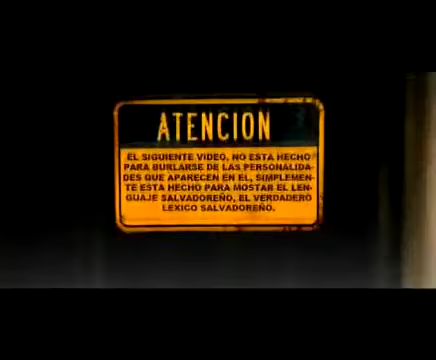 ATENCION
EL SIGUIENTE VIDEO, NO ESTA HECHO
PARA BURLARSE DE LAS PERSONALIDA-
DES QUE APARECEN EN EL, SIMPLEMEN-
TE ESTA HECHO PARA MOSTAR EL LEN-
GUAJE SALVADOREÑO, EL VERDADERO
LEXICO SALVADOREÑO.